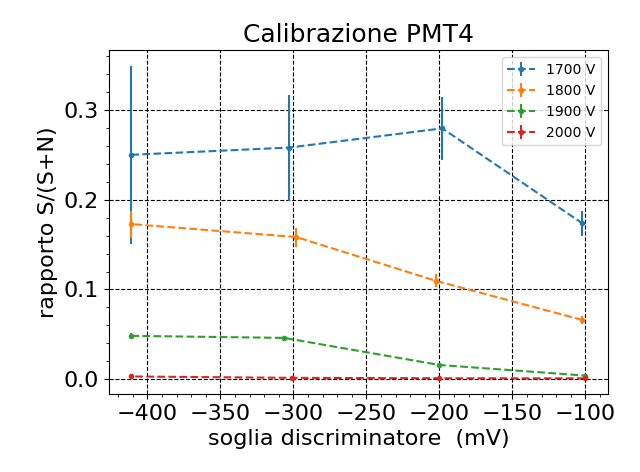 Calibrazione PMT4
rapporto S/(S+N)
0.3
0.2
0.1
0.0
1700 V
1800 V
1900 V
2000 V
−400 −350 −300 −250 −200 −150 −100
soglia discriminatore (mV)